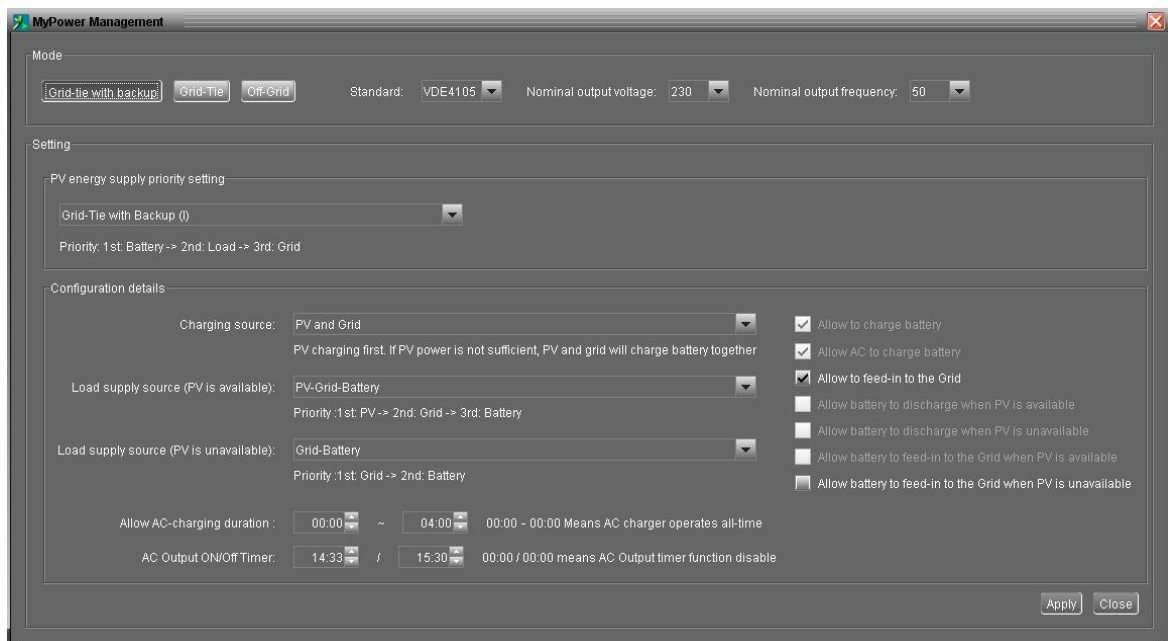 MyPower Management
Mode
Grid-tie with backup Grid-Tie Off-Grid Standard: VDE4105 Nominal output voltage: 230 Nominal output frequency: 50
Setting
PV energy supply priority setting
Grid-Tie with Backup (I)
Priority: 1st: Battery -> 2nd: Load -> 3rd: Grid
Configuration details
Charging source: PV and Grid
PV charging first. If PV power is not sufficient, PV and grid will charge battery together
Load supply source (PV is available): PV-Grid-Battery
Priority :1st: PV -> 2nd: Grid -> 3rd: Battery
Load supply source (PV is unavailable): Grid-Battery
Priority :1st: Grid -> 2nd: Battery
Allow to charge battery
Allow AC to charge battery
Allow to feed-in to the Grid
Allow battery to discharge when PV is available
Allow battery to discharge when PV is unavailable
Allow battery to feed-in to the Grid when PV is available
Allow battery to feed-in to the Grid when PV is unavailable
Allow AC-charging duration : 00:00 ~ 04:00 00:00 - 00:00 Means AC charger operates all-time
AC Output ON/Off Timer: 14:33 / 15:30 00:00 / 00:00 means AC Output timer function disable
Apply Close